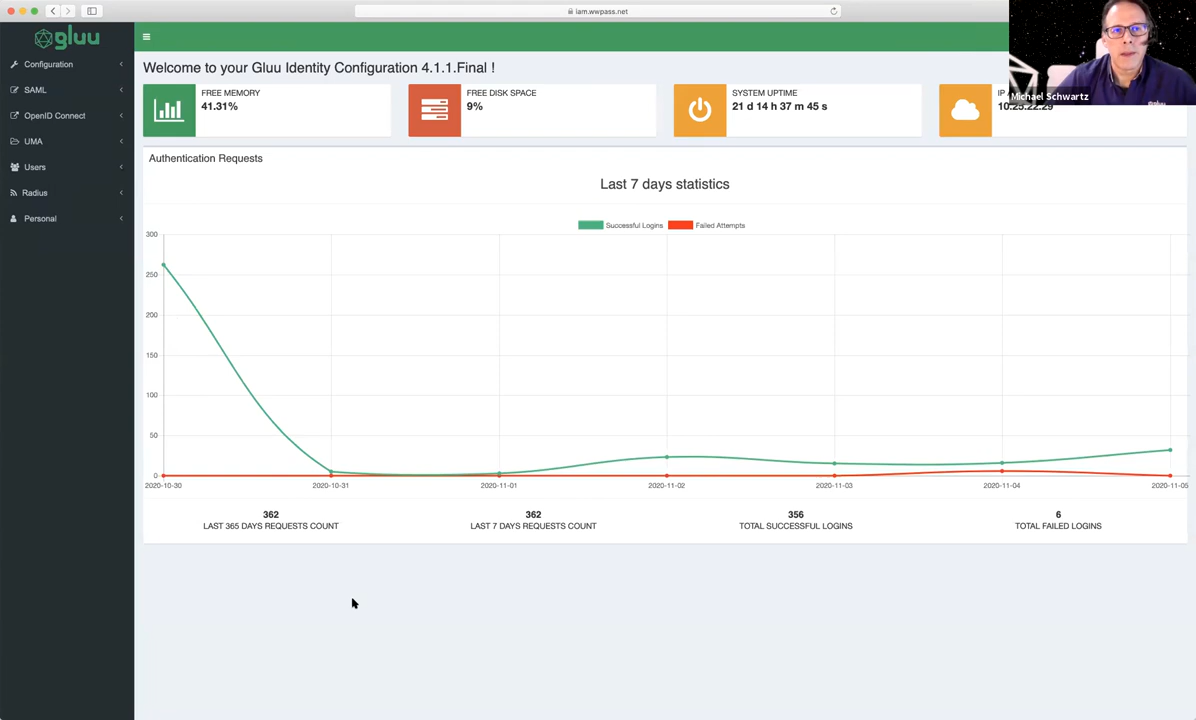 iam.wwpass.net
gluu
Configuration
SAML
OpenID Connect
UMA
Users
Radius
Personal
Welcome to your Gluu Identity Configuration 4.1.1.Final !
FREE MEMORY
41.31%
FREE DISK SPACE
9%
SYSTEM UPTIME
21 d 14 h 37 m 45 s
IP
10.25.22.29
Michael Schwartz
Authentication Requests
Last 7 days statistics
Successful Logins
Failed Attempts
300
250
200
150
100
50
0
2020-10-30
2020-10-31
2020-11-01
2020-11-02
2020-11-03
2020-11-04
2020-11-05
362
LAST 365 DAYS REQUESTS COUNT
362
LAST 7 DAYS REQUESTS COUNT
356
TOTAL SUCCESSFUL LOGINS
6
TOTAL FAILED LOGINS